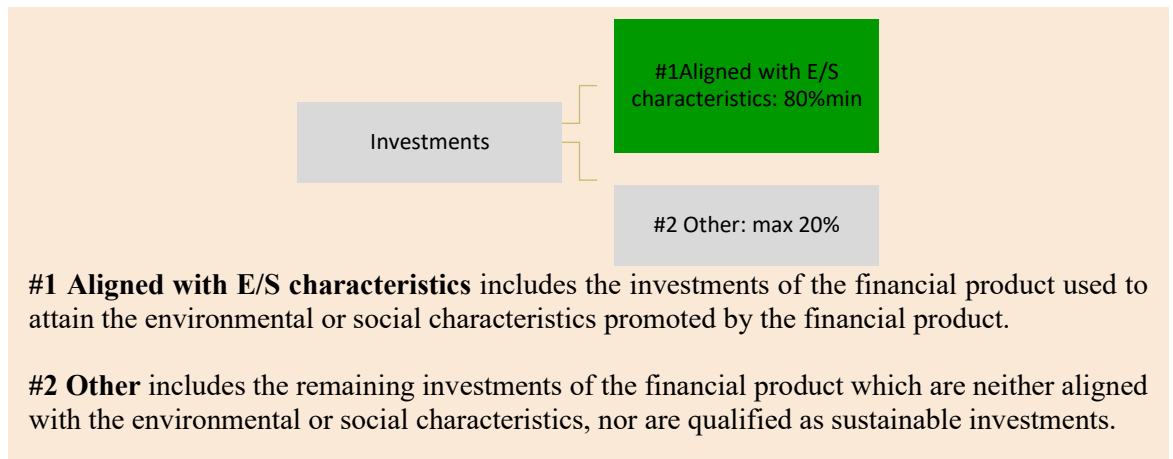 #1Aligned with E/S
characteristics: 80%min
Investments
#2 Other: max 20%
#1 Aligned with E/S characteristics includes the investments of the financial product used to
attain the environmental or social characteristics promoted by the financial product.
#2 Other includes the remaining investments of the financial product which are neither aligned
with the environmental or social characteristics, nor are qualified as sustainable investments.